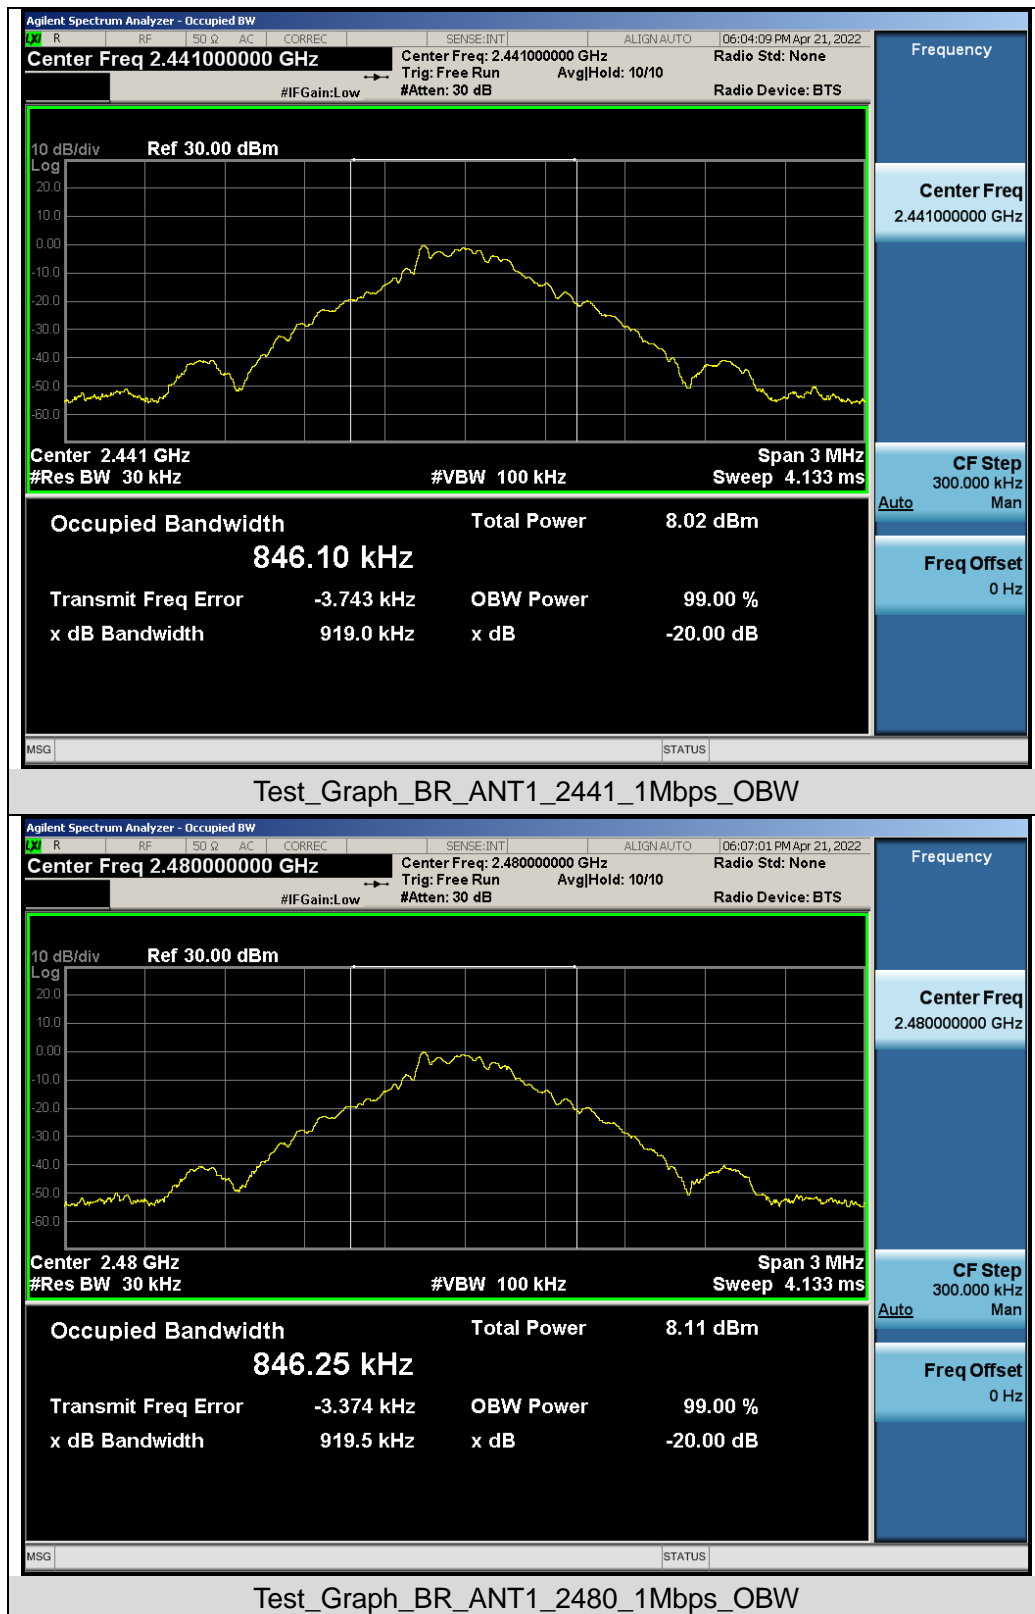 Agilent Spectrum Analyzer - Occupied BW
LXI R RF 50 Ω AC CORREC SENSE:INT ALIGN AUTO 06:04:09 PM Apr 21, 2022
Center Freq 2.441000000 GHz Center Freq: 2.441000000 GHz Radio Std: None Frequency
Trig: Free Run Avg|Hold: 10/10
#IFGain:Low #Atten: 30 dB Radio Device: BTS
10 dB/div Ref 30.00 dBm
Log
20.0
10.0
0.00
-10.0
-20.0
-30.0
-40.0
-50.0
-60.0
Center Freq
2.441000000 GHz
Center 2.441 GHz Span 3 MHz
#Res BW 30 kHz #VBW 100 kHz Sweep 4.133 ms
CF Step
300.000 kHz
Auto Man
Occupied Bandwidth Total Power 8.02 dBm
846.10 kHz
Freq Offset
0 Hz
Transmit Freq Error -3.743 kHz OBW Power 99.00 %
x dB Bandwidth 919.0 kHz x dB -20.00 dB
MSG STATUS
Test_Graph_BR_ANT1_2441_1Mbps_OBW
Agilent Spectrum Analyzer - Occupied BW
LXI R RF 50 Ω AC CORREC SENSE:INT ALIGN AUTO 06:07:01 PM Apr 21, 2022
Center Freq 2.480000000 GHz Center Freq: 2.480000000 GHz Radio Std: None Frequency
Trig: Free Run Avg|Hold: 10/10
#IFGain:Low #Atten: 30 dB Radio Device: BTS
10 dB/div Ref 30.00 dBm
Log
20.0
10.0
0.00
-10.0
-20.0
-30.0
-40.0
-50.0
-60.0
Center Freq
2.480000000 GHz
Center 2.48 GHz Span 3 MHz
#Res BW 30 kHz #VBW 100 kHz Sweep 4.133 ms
CF Step
300.000 kHz
Auto Man
Occupied Bandwidth Total Power 8.11 dBm
846.25 kHz
Freq Offset
0 Hz
Transmit Freq Error -3.374 kHz OBW Power 99.00 %
x dB Bandwidth 919.5 kHz x dB -20.00 dB
MSG STATUS
Test_Graph_BR_ANT1_2480_1Mbps_OBW